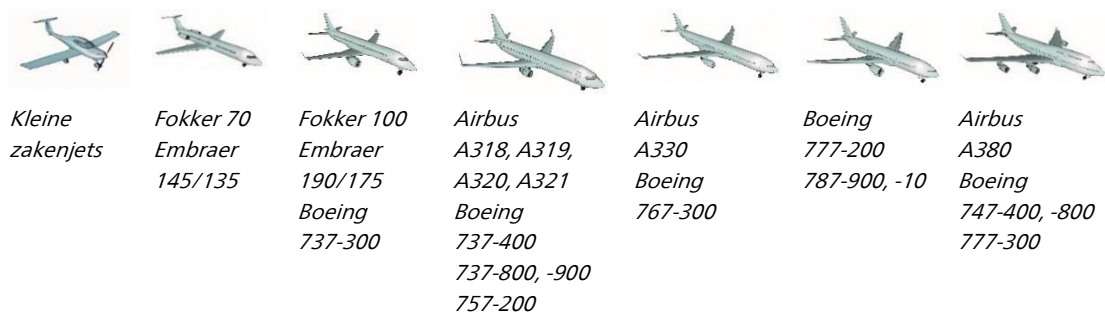 Kleine
zakenjets
Fokker 70
Embraer
145/135
Fokker 100
Embraer
190/175
Boeing
737-300
Airbus
A318, A319,
A320, A321
Boeing
737-400
737-800, -900
757-200
Airbus
A330
Boeing
767-300
Boeing
777-200
787-900, -10
Airbus
A380
Boeing
747-400, -800
777-300